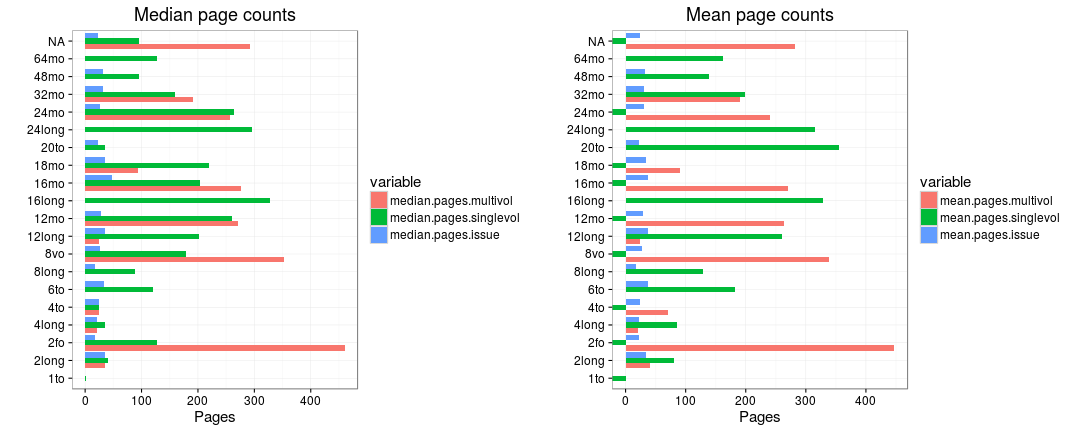 Median page counts
NA
64mo
48mo
32mo
24mo
24long
20to
18mo
16mo
16long
12mo
12long
8vo
8long
6to
4to
4long
2fo
2long
1to
0 100 200 300 400
Pages
variable
median.pages.multivol
median.pages.singlevol
median.pages.issue
Mean page counts
NA
64mo
48mo
32mo
24mo
24long
20to
18mo
16mo
16long
12mo
12long
8vo
8long
6to
4to
4long
2fo
2long
1to
0 100 200 300 400
Pages
variable
mean.pages.multivol
mean.pages.singlevol
mean.pages.issue